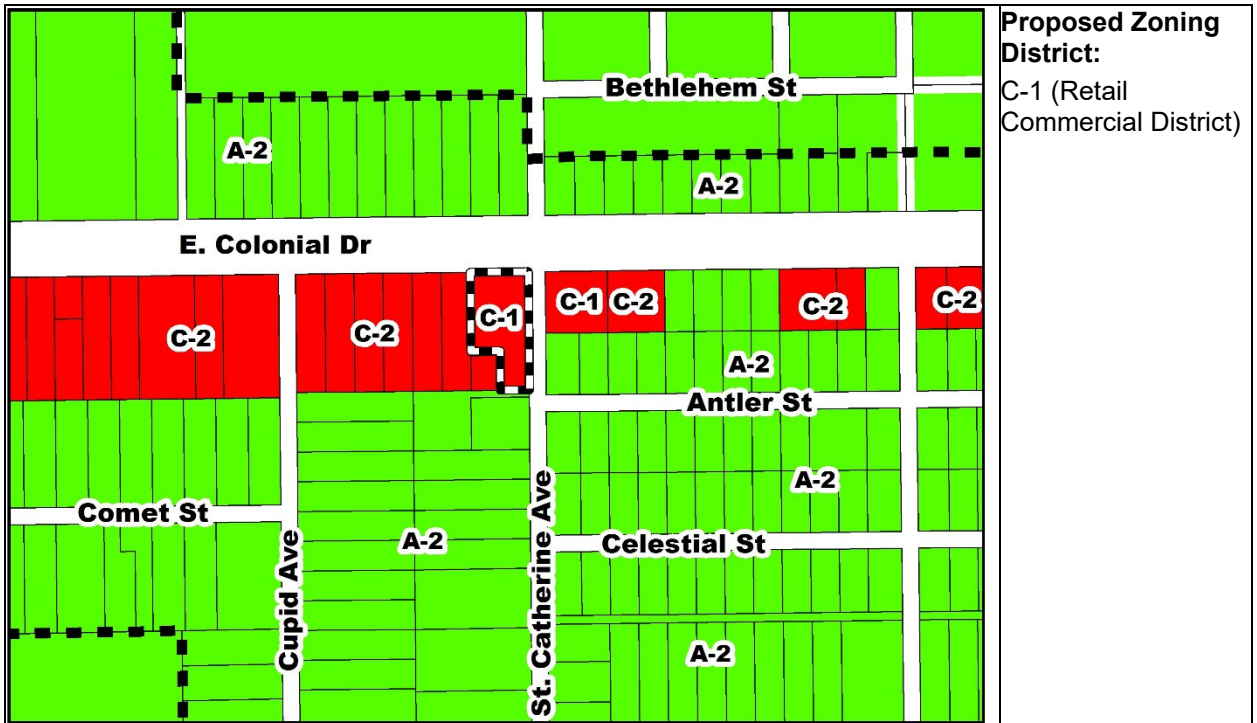 Proposed Zoning
District:
C-1 (Retail
Commercial District)
Bethlehem St
A-2
A-2
E. Colonial Dr
C-2
C-2
C-1
C-1
C-2
C-2
C-2
A-2
Antler St
A-2
Comet St
A-2
Celestial St
Cupid Ave
St. Catherine Ave
A-2